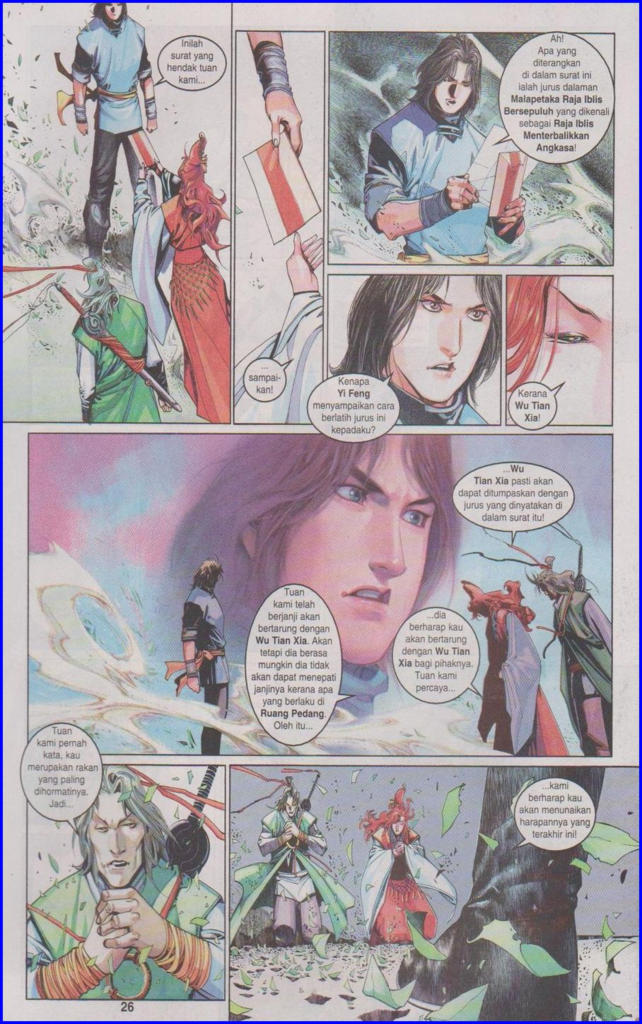 Inilah
surat yang
hendak tuan
kami...
...
sampai-
kan!
Ah!
Apa yang
diterangkan
di dalam surat ini
ialah jurus dalaman
Malapetaka Raja Iblis
Bersepuluh yang dikenali
sebagai Raja Iblis
Menterbalikkan
Angkasa!
Kenapa
Yi Feng
menyampaikan cara
berlatih jurus ini
kepadaku?
Kerana
Wu Tian
Xia!
Tuan
kami telah
berjanji akan
bertarung dengan
Wu Tian Xia. Akan
tetapi dia berasa
mungkin dia tidak
akan dapat menepati
janjinya kerana apa
yang berlaku di
Ruang Pedang.
Oleh itu...
...dia
berharap kau
akan bertarung
dengan Wu Tian
Xia bagi pihaknya.
Tuan kami
percaya...
...Wu
Tian Xia pasti akan
dapat ditumpaskan dengan
jurus yang dinyatakan di
dalam surat itu!
Tuan
kami pernah
kata, kau
merupakan rakan
yang paling
dihormatinya.
Jadi...
...kami
berharap kau
akan menunaikan
harapannya yang
terakhir ini!
26